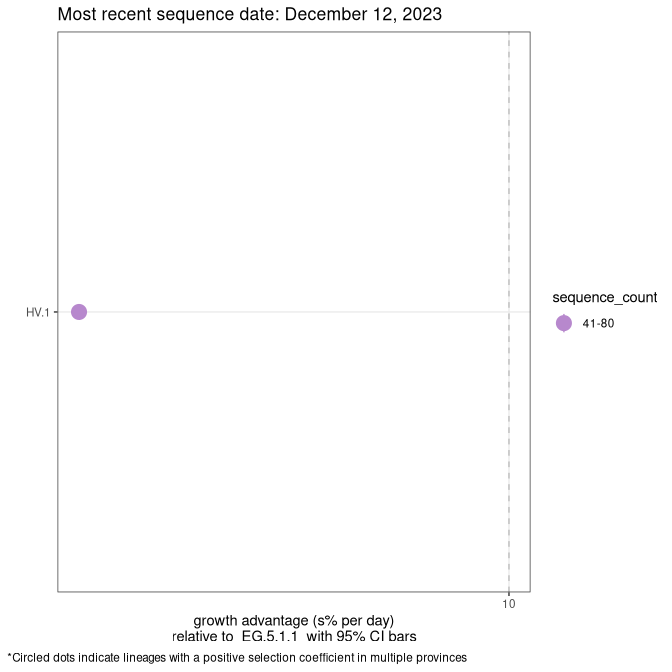 Most recent sequence date: December 12, 2023
HV.1
sequence_count
41-80
10
growth advantage (s% per day)
relative to EG.5.1.1 with 95% CI bars
*Circled dots indicate lineages with a positive selection coefficient in multiple provinces